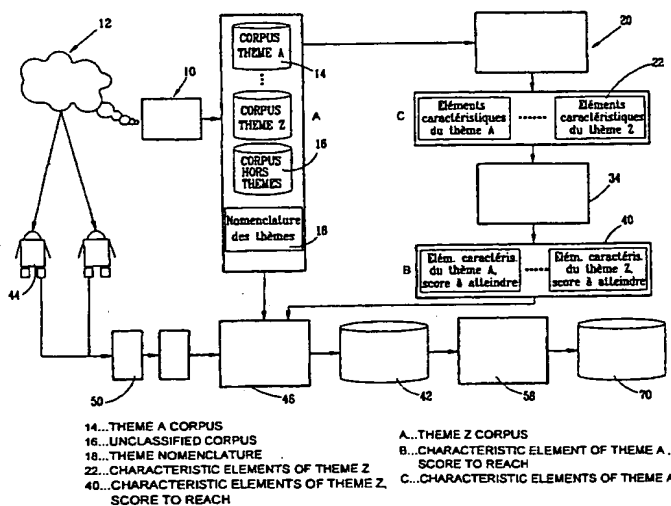 12
10
CORPUS
THEME A
14
CORPUS
THEME Z
A
CORPUS
HORS
THEMES
16
Nomenclature
des thèmes
18
20
22
C
Eléments
caractéristiques
du thème A
Eléments
caractéristiques
du thème Z
34
40
B
Elém. caractéris.
du thème A,
score à atteindre
Elém. caractéris.
du thème Z,
score à atteindre
44
50
46
42
58
70
14...THEME A CORPUS
16...UNCLASSIFIED CORPUS
18...THEME NOMENCLATURE
22...CHARACTERISTIC ELEMENTS OF THEME Z
40...CHARACTERISTIC ELEMENTS OF THEME Z,
SCORE TO REACH
A...THEME Z CORPUS
B...CHARACTERISTIC ELEMENT OF THEME A,
SCORE TO REACH
C...CHARACTERISTIC ELEMENTS OF THEME A